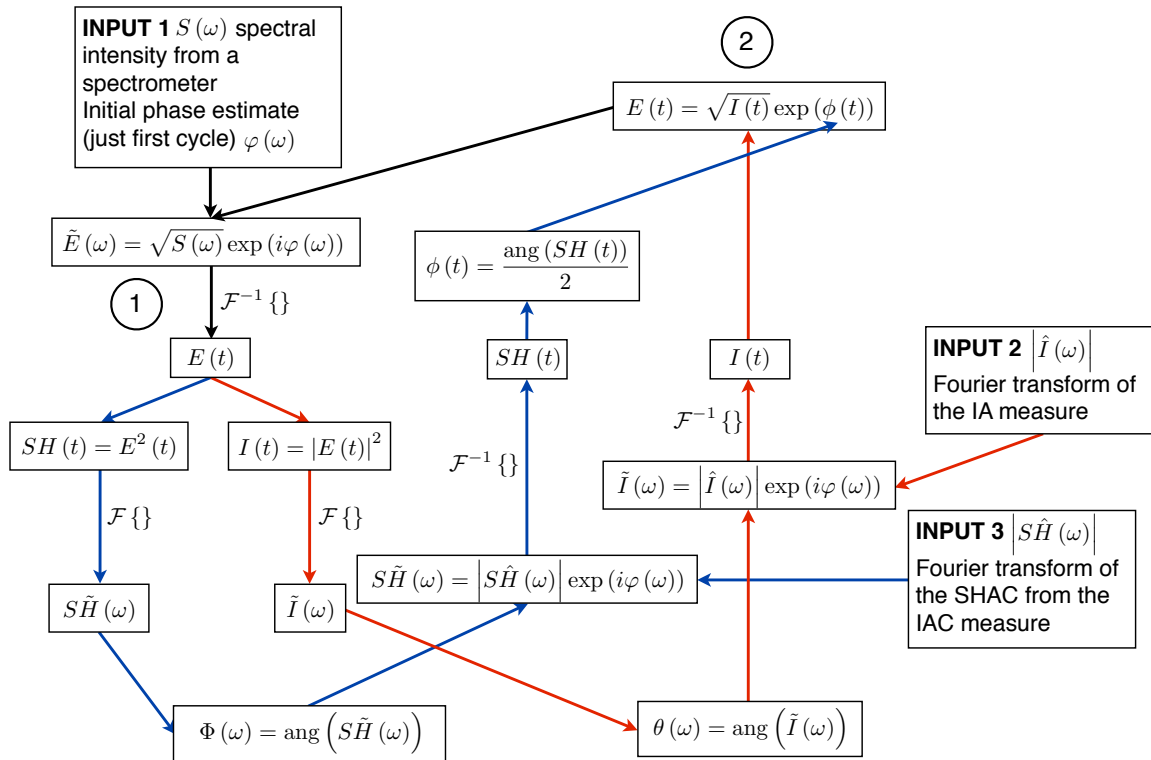 INPUT 1 S (ω) spectral
intensity from a
spectrometer
Initial phase estimate
(just first cycle) φ (ω)
2
E (t) = √I (t) exp (ϕ (t))
Ẽ (ω) = √S (ω) exp (iφ (ω))
ϕ (t) = ang (SH (t)) / 2
1
F⁻¹ {}
E (t)
SH (t)
I (t)
INPUT 2 |Î (ω)|
Fourier transform of
the IA measure
SH (t) = E² (t)
I (t) = |E (t)|²
F⁻¹ {}
F⁻¹ {}
Ĩ (ω) = |Î (ω)| exp (iφ (ω))
F {}
F {}
INPUT 3 |SĤ (ω)|
Fourier transform of
the SHAC from the
IAC measure
SH̃ (ω) = |SĤ (ω)| exp (iφ (ω))
SH̃ (ω)
Ĩ (ω)
Φ (ω) = ang (SH̃ (ω))
θ (ω) = ang (Ĩ (ω))